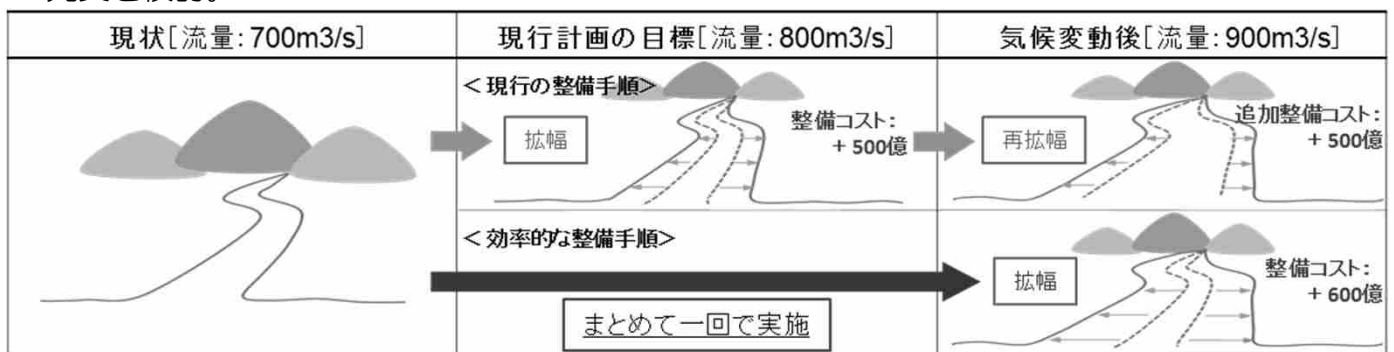 現状[流量:700m3/s]
現行計画の目標[流量:800m3/s]
気候変動後[流量:900m3/s]
<現行の整備手順>
拡幅
整備コスト:
+500億
再拡幅
追加整備コスト:
+500億
<効率的な整備手順>
まとめて一回で実施
拡幅
整備コスト:
+600億